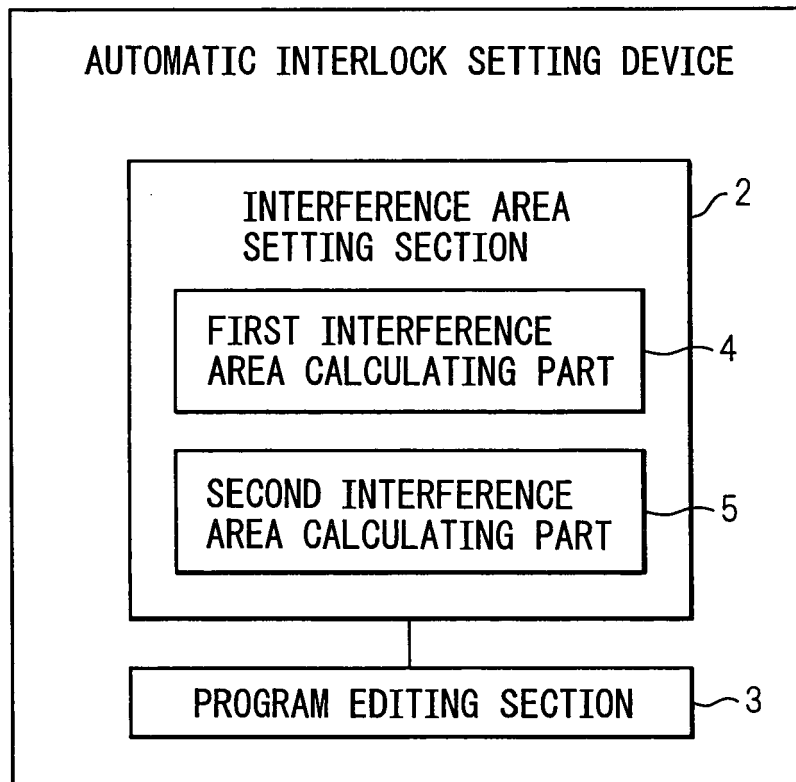 AUTOMATIC INTERLOCK SETTING DEVICE
INTERFERENCE AREA
SETTING SECTION
2
FIRST INTERFERENCE
AREA CALCULATING PART
4
SECOND INTERFERENCE
AREA CALCULATING PART
5
PROGRAM EDITING SECTION
3